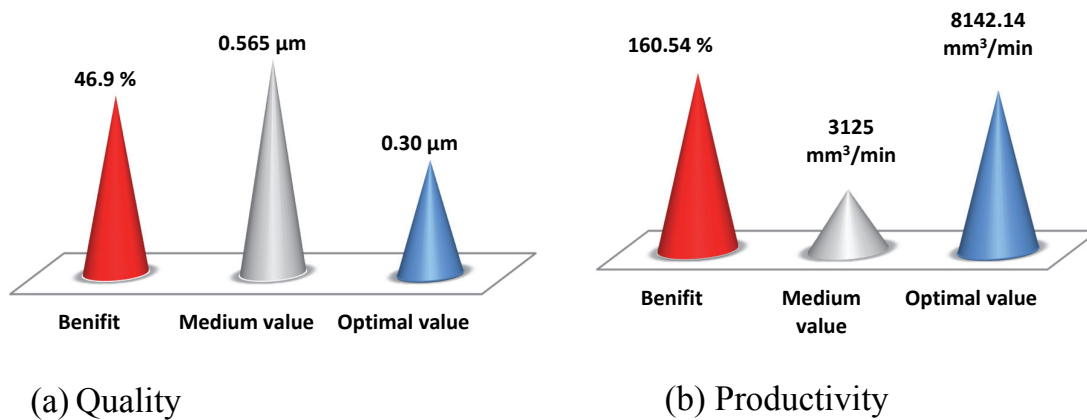 46.9 %
0.565 µm
0.30 µm
Benifit
Medium value
Optimal value
(a) Quality
160.54 %
3125
mm³/min
8142.14
mm³/min
Benifit
Medium
value
Optimal value
(b) Productivity